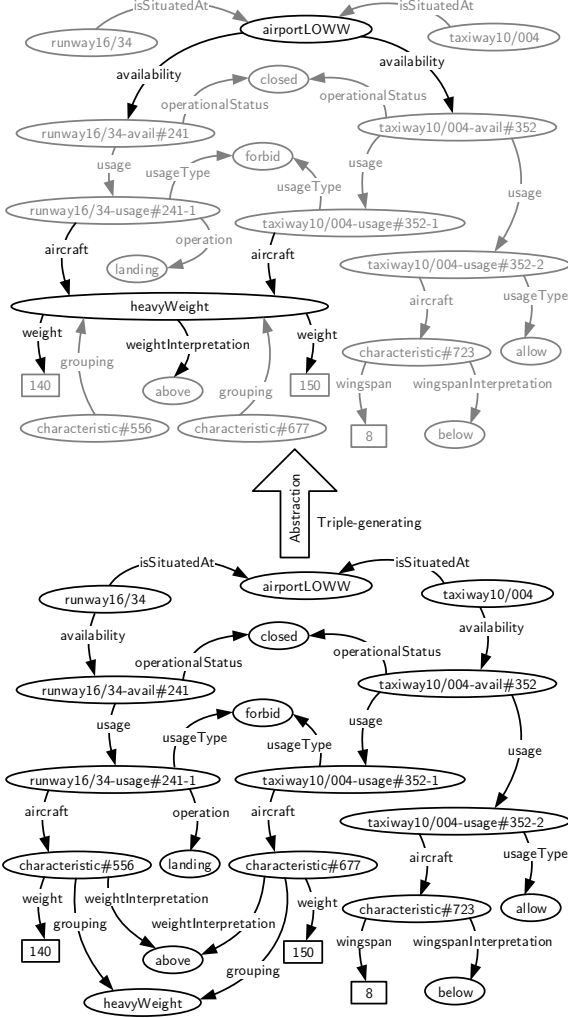 isSituatedAt
isSituatedAt
runway16/34
airportLOWW
taxiway10/004
availability
availability
closed
operationalStatus
operationalStatus
runway16/34-avail#241
taxiway10/004-avail#352
usage
forbid
usage
usageType
usageType
usage
runway16/34-usage#241-1
taxiway10/004-usage#352-1
operation
aircraft
aircraft
landing
taxiway10/004-usage#352-2
aircraft
usageType
heavyWeight
weight
weightInterpretation
weight
characteristic#723
allow
grouping
140
above
grouping
150
wingspan
wingspanInterpretation
characteristic#556
characteristic#677
8
below
Abstraction
Triple-generating
isSituatedAt
isSituatedAt
runway16/34
airportLOWW
taxiway10/004
availability
availability
closed
operationalStatus
operationalStatus
runway16/34-avail#241
taxiway10/004-avail#352
usage
forbid
usage
usageType
usageType
usage
runway16/34-usage#241-1
taxiway10/004-usage#352-1
aircraft
operation
aircraft
taxiway10/004-usage#352-2
aircraft
usageType
characteristic#556
landing
characteristic#677
weight
weightInterpretation
weight
characteristic#723
allow
grouping
weightInterpretation
140
above
150
wingspan
wingspanInterpretation
grouping
heavyWeight
8
below